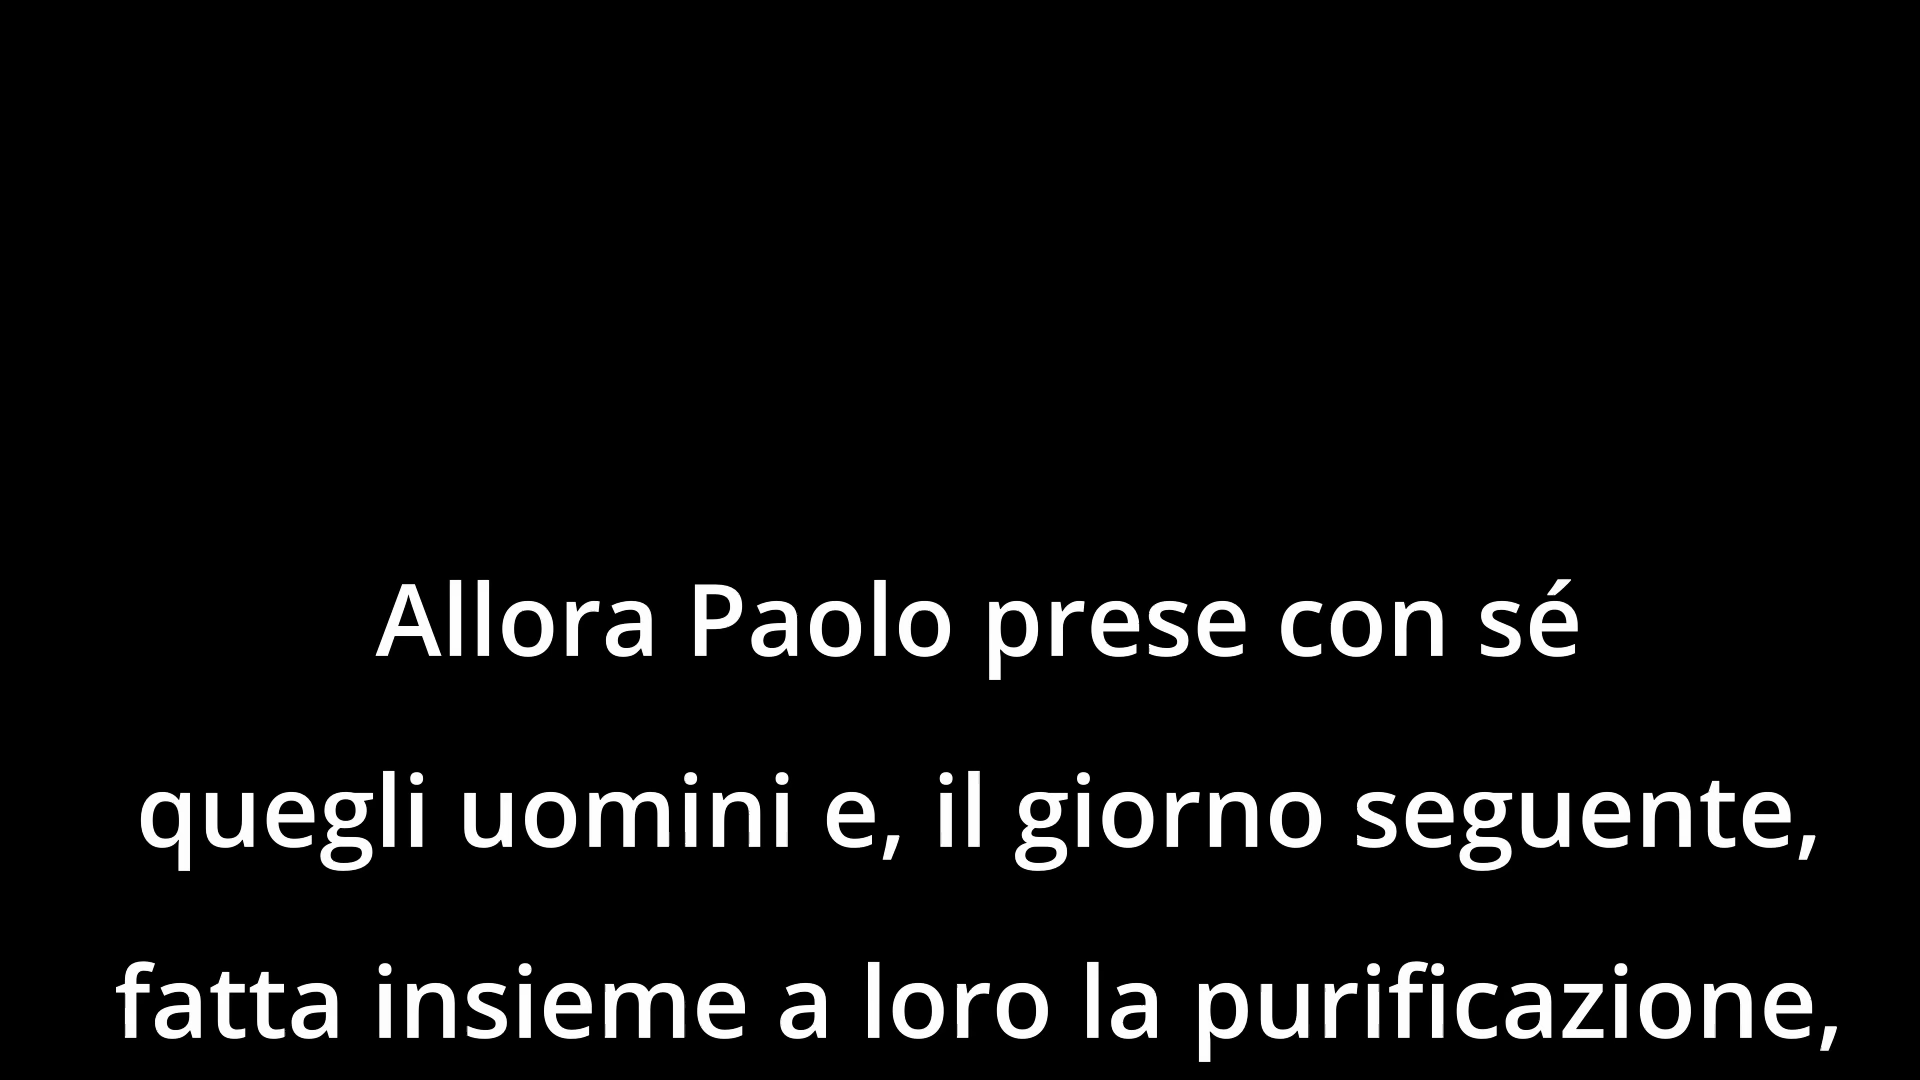 Allora Paolo prese con sé
quegli uomini e, il giorno seguente,
fatta insieme a loro la purificazione,